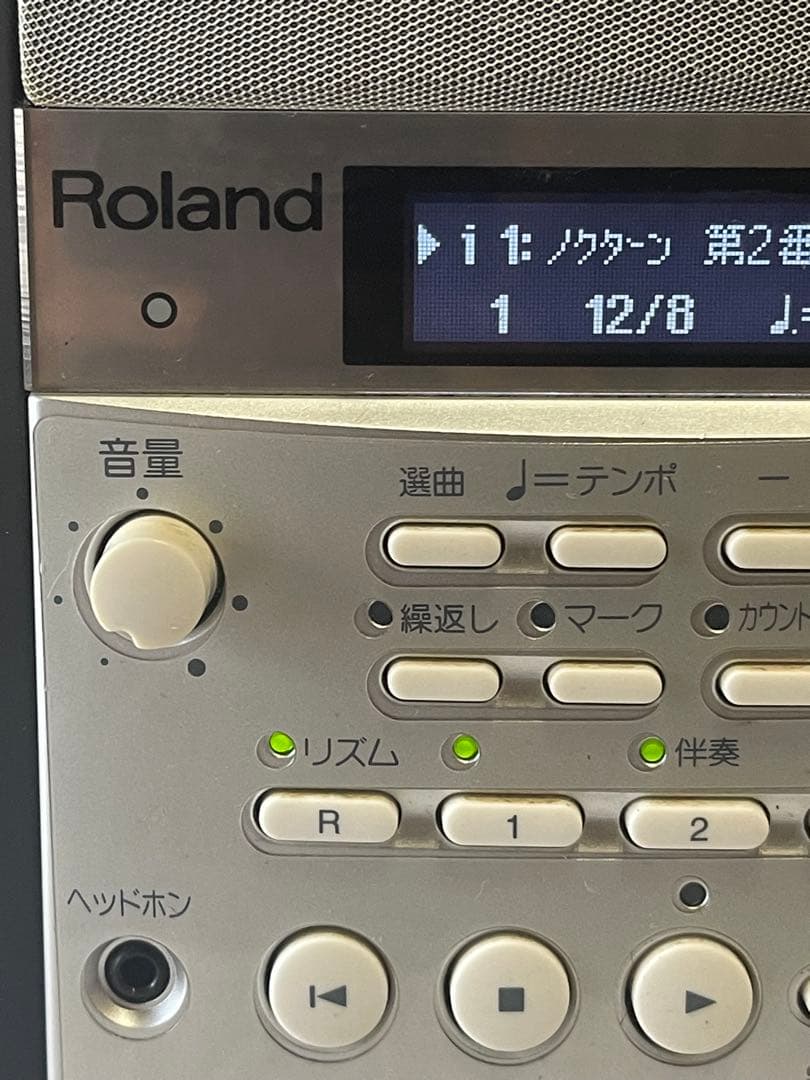 Roland
i 1: ノクターン 第2番
1 12/8 ♩.=
音量
選曲 ♩=テンポ −
繰返し マーク カウント
リズム 伴奏
R 1 2
ヘッドホン